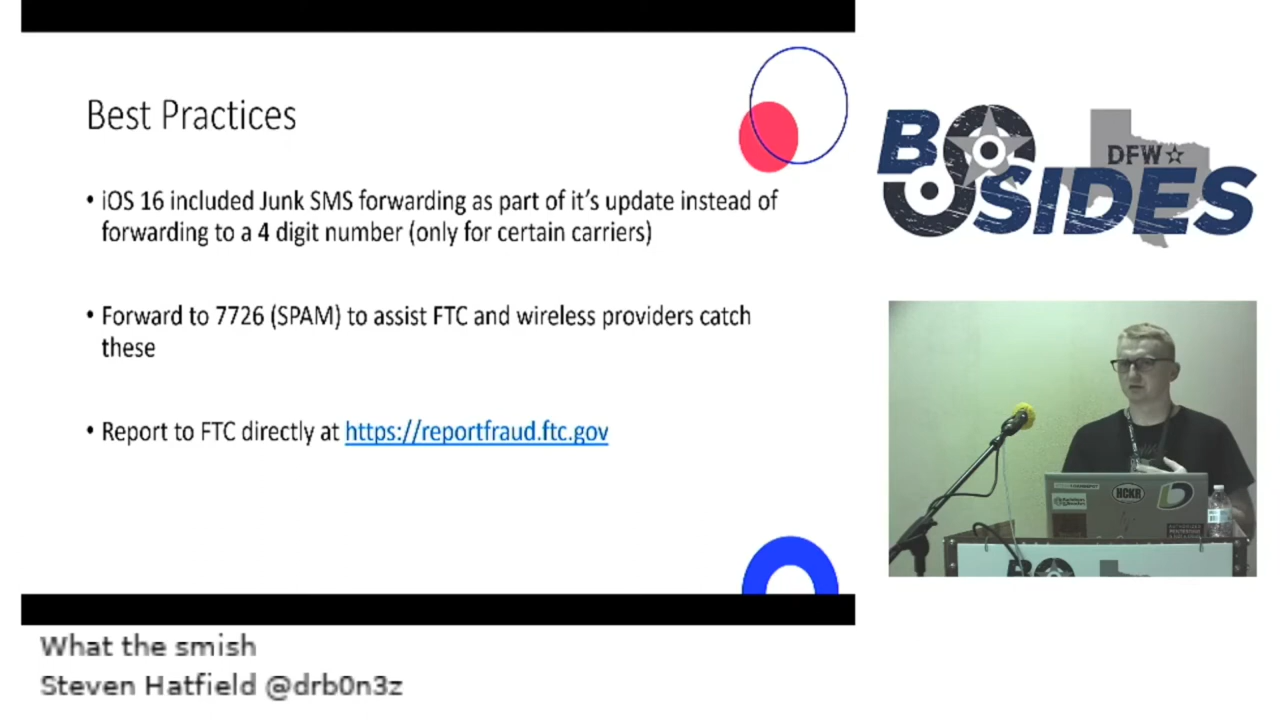 Best Practices
• iOS 16 included Junk SMS forwarding as part of it's update instead of
forwarding to a 4 digit number (only for certain carriers)
• Forward to 7726 (SPAM) to assist FTC and wireless providers catch
these
• Report to FTC directly at https://reportfraud.ftc.gov
BSIDES
DFW
HCKR
What the smish
Steven Hatfield @drb0n3z